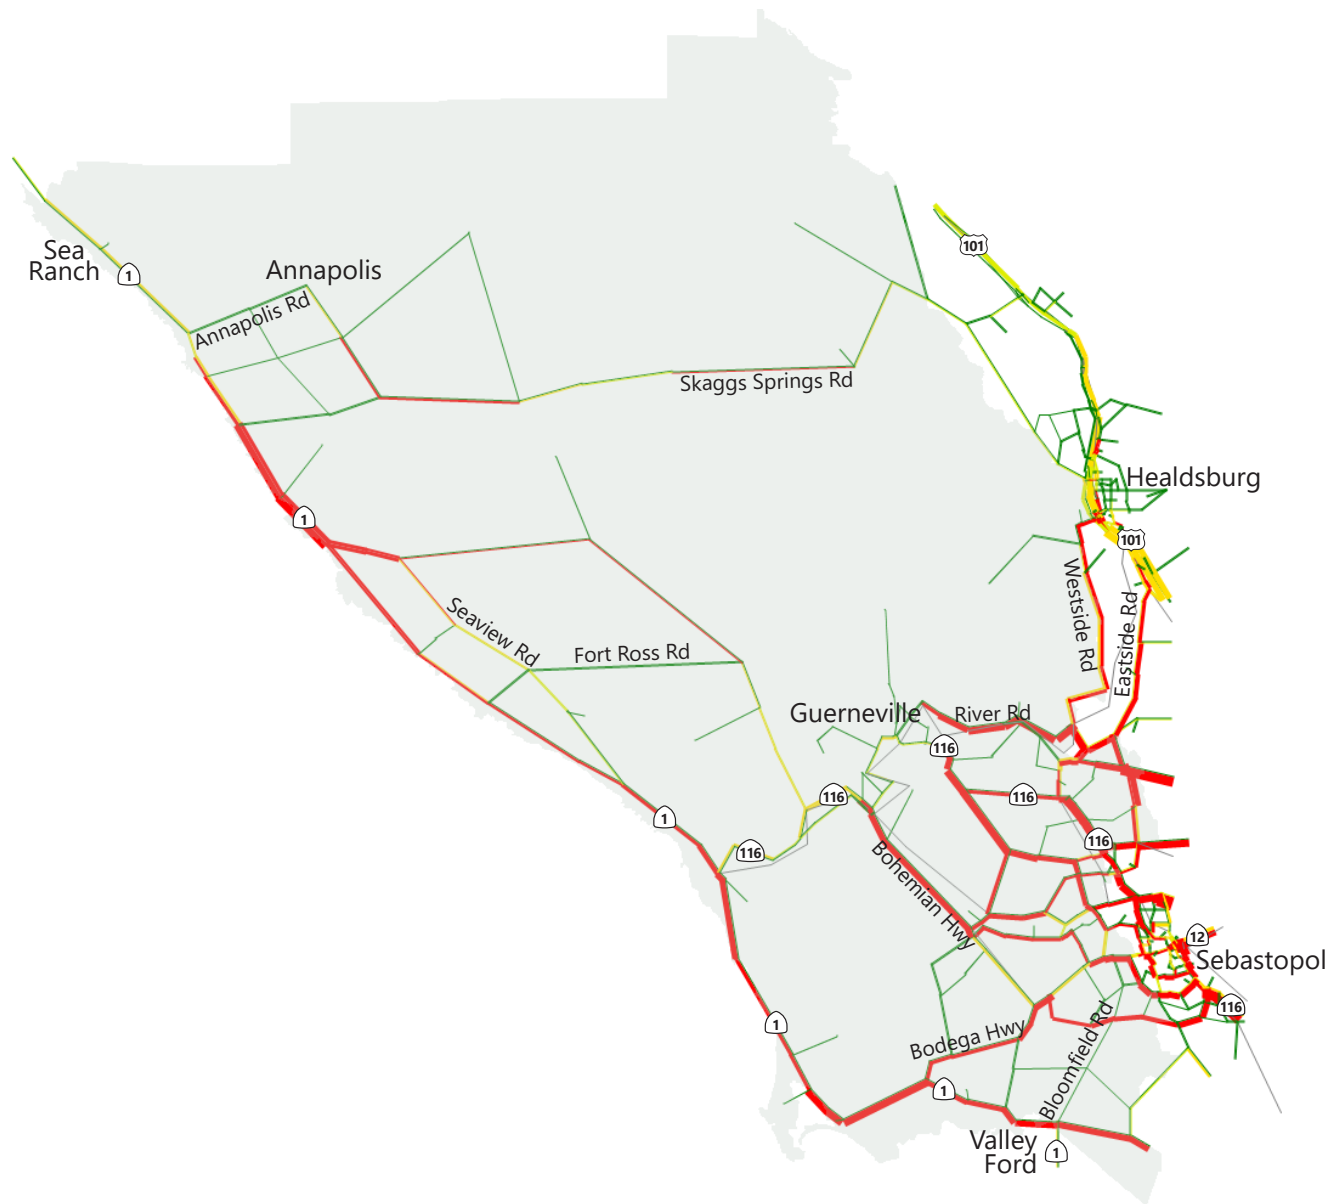 101
Sea
Ranch
1
Annapolis
Annapolis Rd
Skaggs Springs Rd
Healdsburg
1
101
Westside Rd
Eastside Rd
Seaview Rd
Fort Ross Rd
Guerneville
River Rd
116
116
116
1
116
116
Bohemian Hwy
12
Sebastopol
116
1
Bodega Hwy
Bloomfield Rd
1
Valley
Ford
1